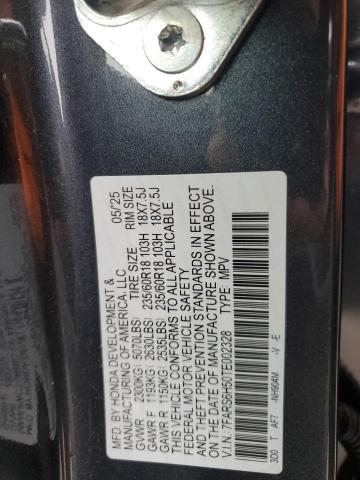 MFD. BY HONDA DEVELOPMENT &
MANUFACTURING OF AMERICA, LLC 05/25
TIRE SIZE RIM SIZE
GVWR 2300KG( 5070LBS)
GAWR F 1193KG( 2630LBS) 235/60R18 103H 18X7.5J
GAWR R 1150KG( 2535LBS) 235/60R18 103H 18X7.5J
THIS VEHICLE CONFORMS TO ALL APPLICABLE
FEDERAL MOTOR VEHICLE SAFETY
AND THEFT PREVENTION STANDARDS IN EFFECT
ON THE DATE OF MANUFACTURE SHOWN ABOVE.
V.I.N.: 7FARS6H50TE002328 TYPE: MPV
3D0 T AF7 -NH904M -V -E